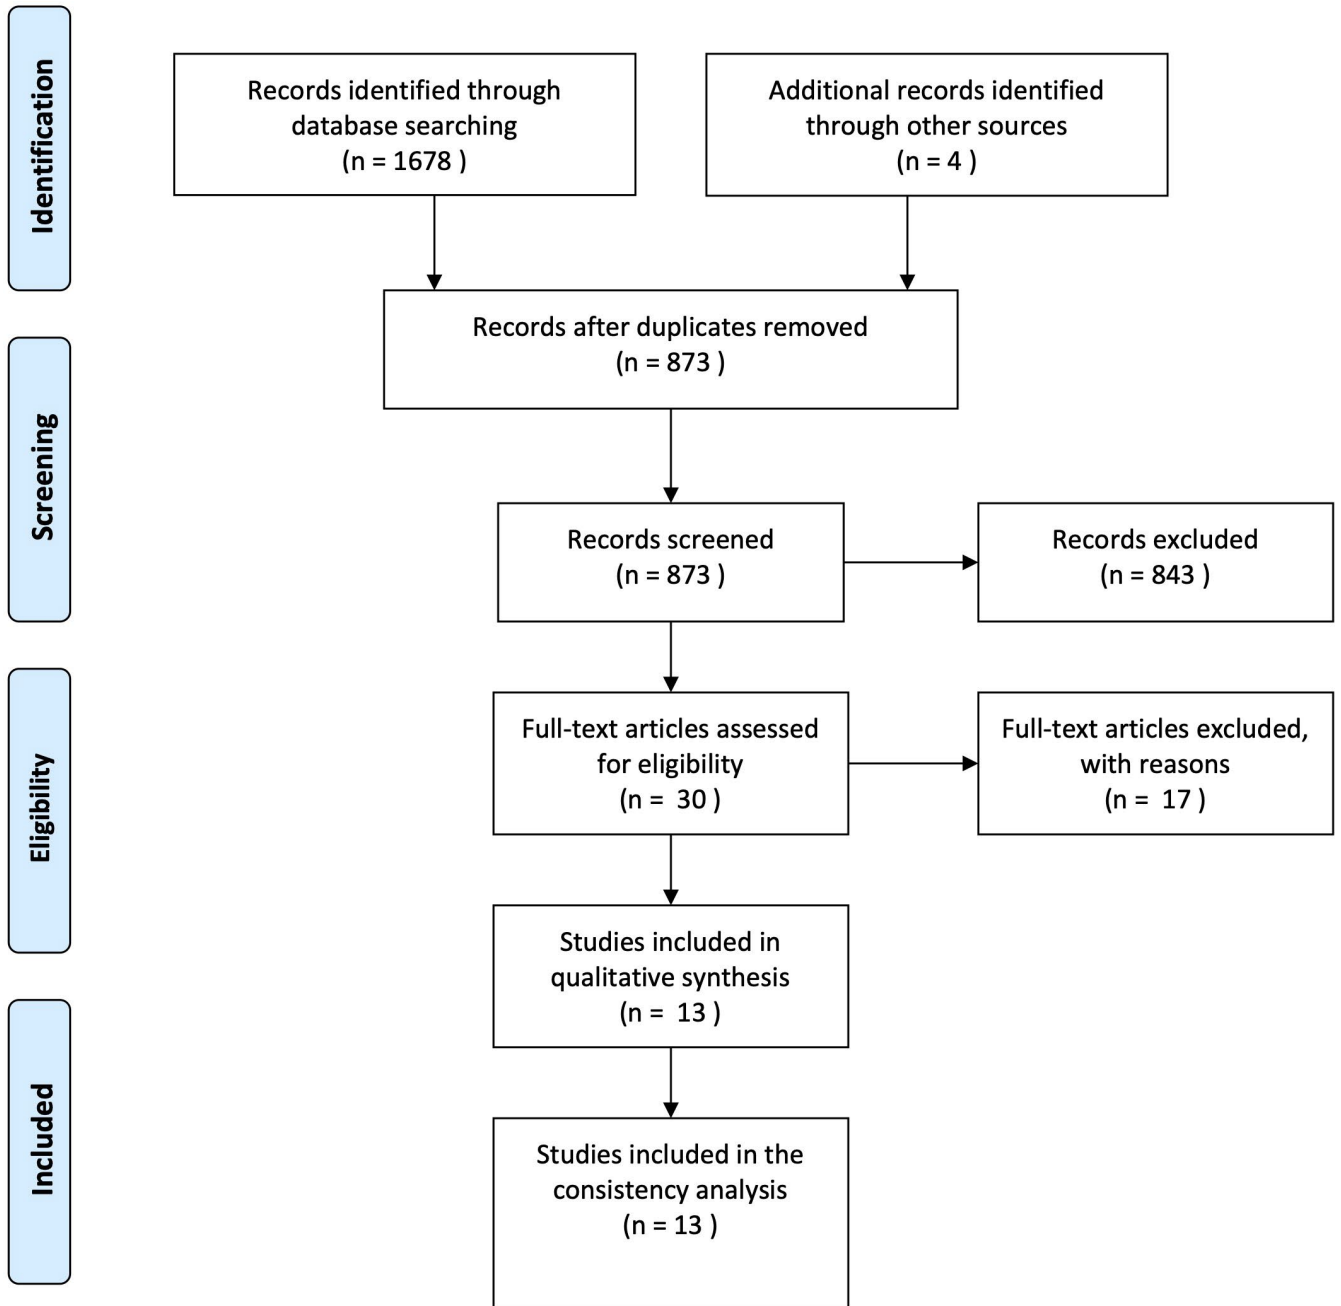 Identification
Records identified through
database searching
(n = 1678 )
Additional records identified
through other sources
(n = 4 )
Records after duplicates removed
(n = 873 )
Screening
Records screened
(n = 873 )
Records excluded
(n = 843 )
Eligibility
Full-text articles assessed
for eligibility
(n =  30 )
Full-text articles excluded,
with reasons
(n =  17 )
Studies included in
qualitative synthesis
(n =  13 )
Included
Studies included in the
consistency analysis
(n = 13 )